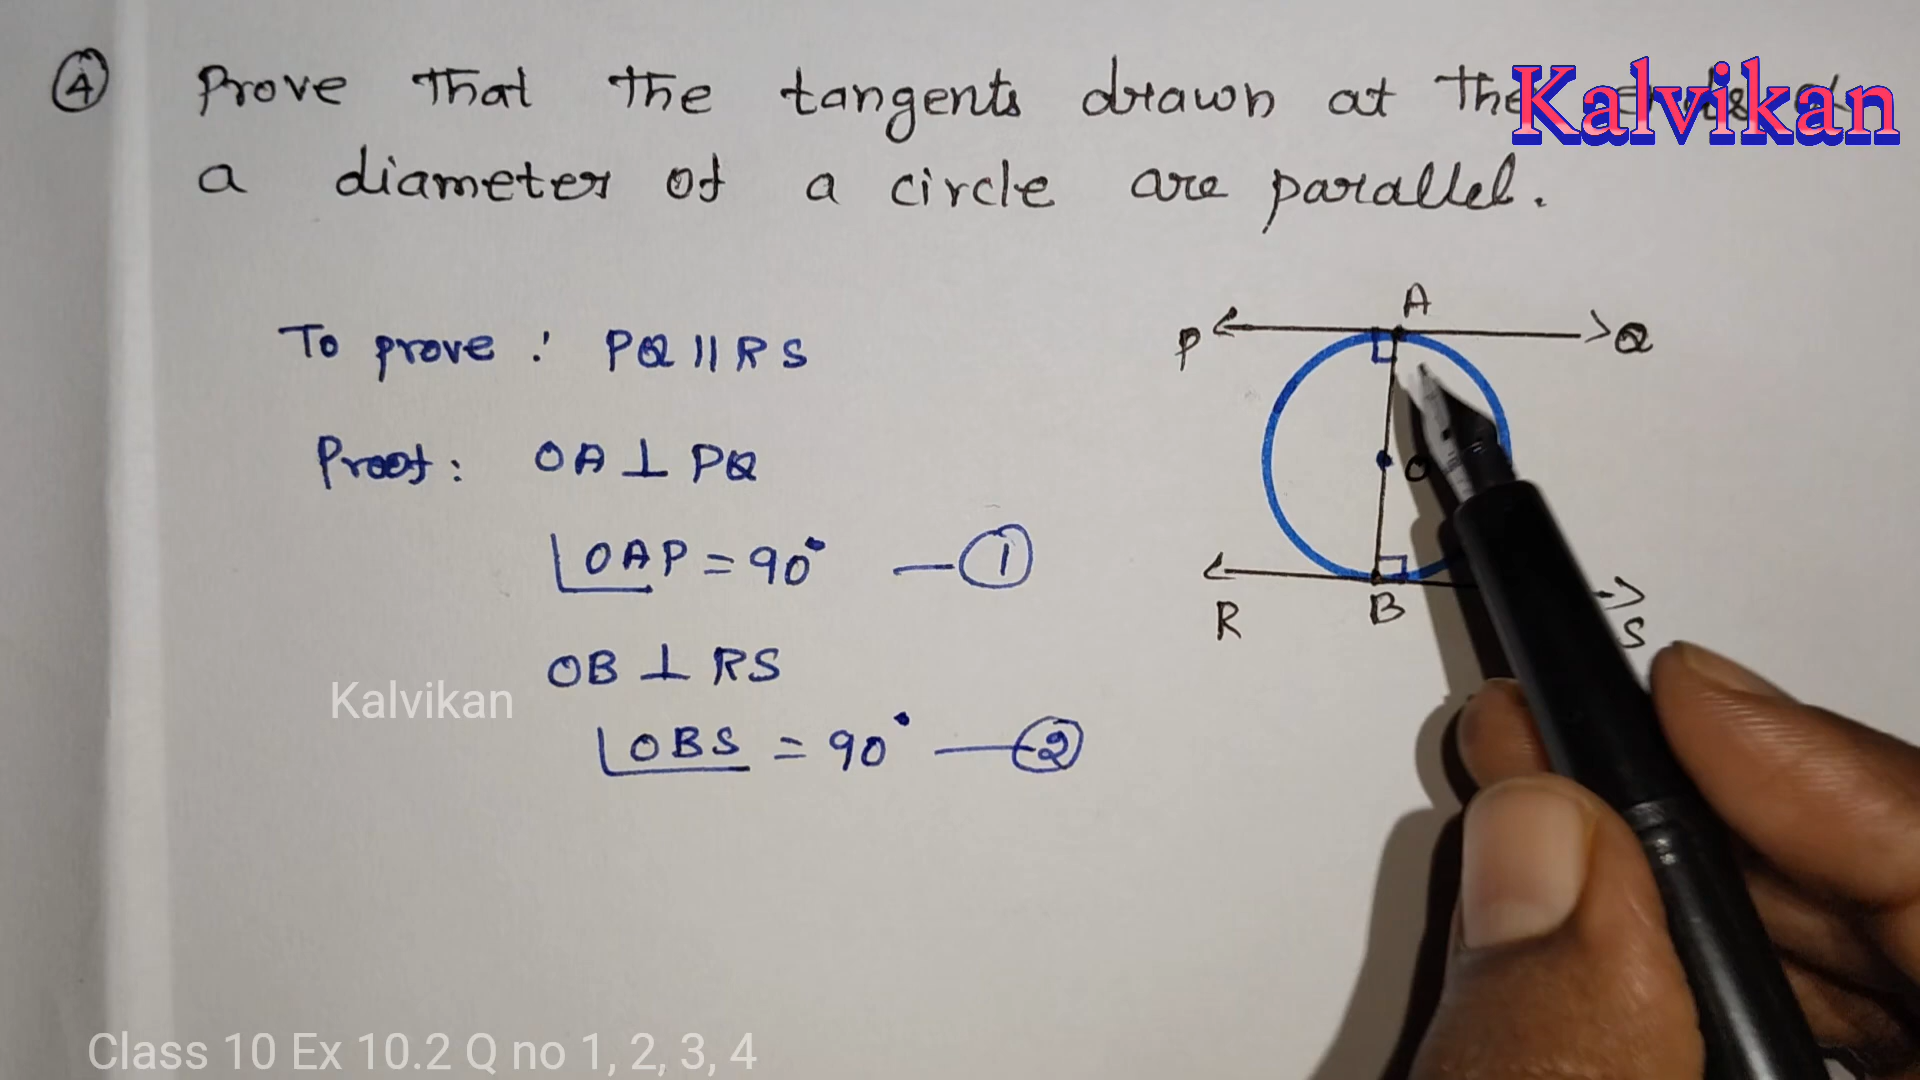 4 Prove that the tangents drawn at the
Kalvikan
a diameter of a circle are parallel.
To prove : PQ || RS
Proof : OA ⊥ PQ
∠OAP = 90° — 1
OB ⊥ RS
Kalvikan
∠OBS = 90° — 2
A
P
Q
O
R
B
S
Class 10 Ex 10.2 Q no 1, 2, 3, 4